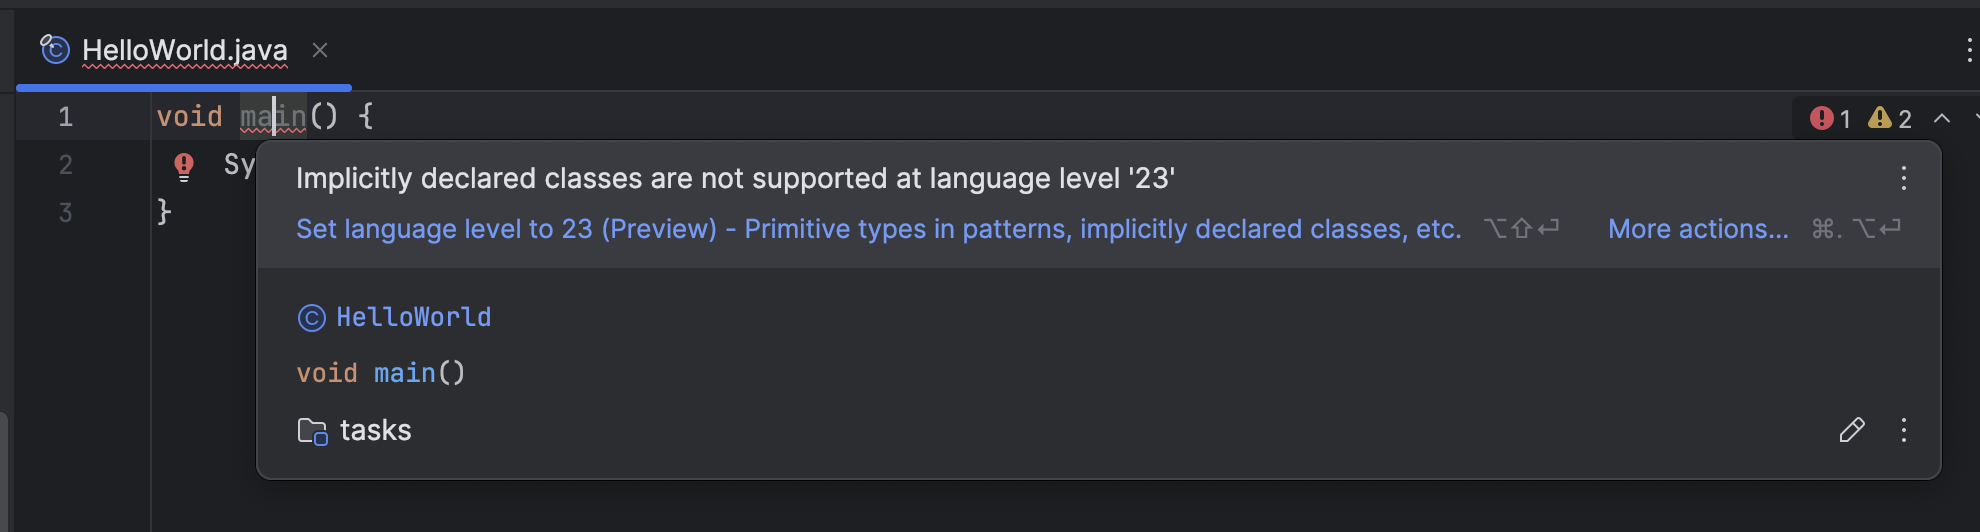 HelloWorld.java
1 void main() { 1 2
2 Sy
3 }
Implicitly declared classes are not supported at language level '23'
Set language level to 23 (Preview) - Primitive types in patterns, implicitly declared classes, etc. ⌥⇧⏎ More actions... ⌘. ⌥⏎
HelloWorld
void main()
tasks